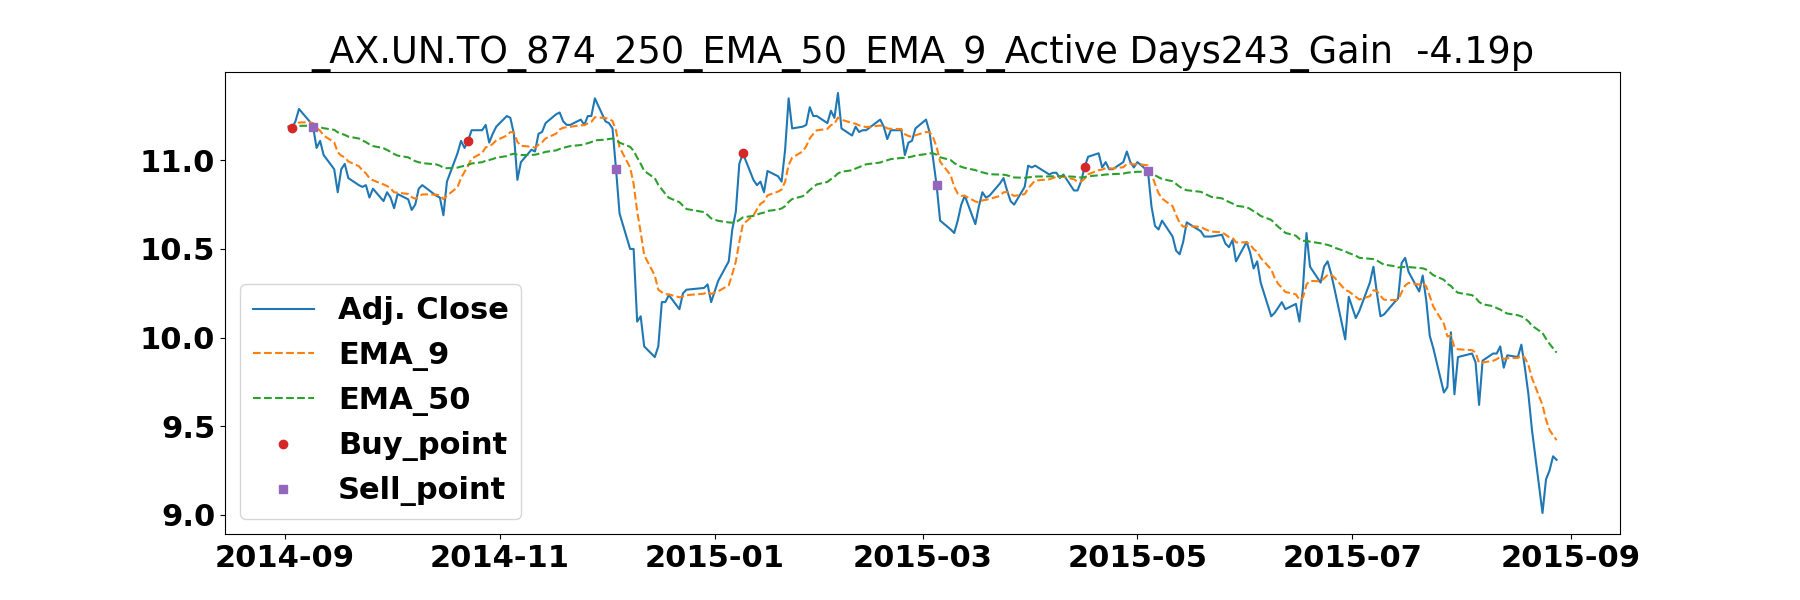 _AX.UN.TO_874_250_EMA_50_EMA_9_Active Days243_Gain  -4.19p
11.0
10.5
10.0
9.5
9.0
Adj. Close
EMA_9
EMA_50
Buy_point
Sell_point
2014-09 2014-11 2015-01 2015-03 2015-05 2015-07 2015-09